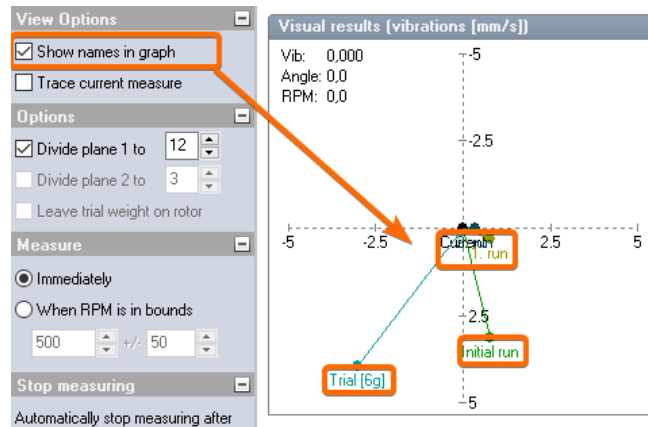 View Options
Show names in graph
Trace current measure
Options
Divide plane 1 to 12
Divide plane 2 to 3
Leave trial weight on rotor
Measure
Immediately
When RPM is in bounds
500 +/- 50
Stop measuring
Automatically stop measuring after
Visual results (vibrations [mm/s])
Vib: 0,000
Angle: 0,0
RPM: 0,0
-5
-2.5
-5 -2.5 2.5 5
Current
1. run
-2.5
Initial run
Trial [6g]
-5